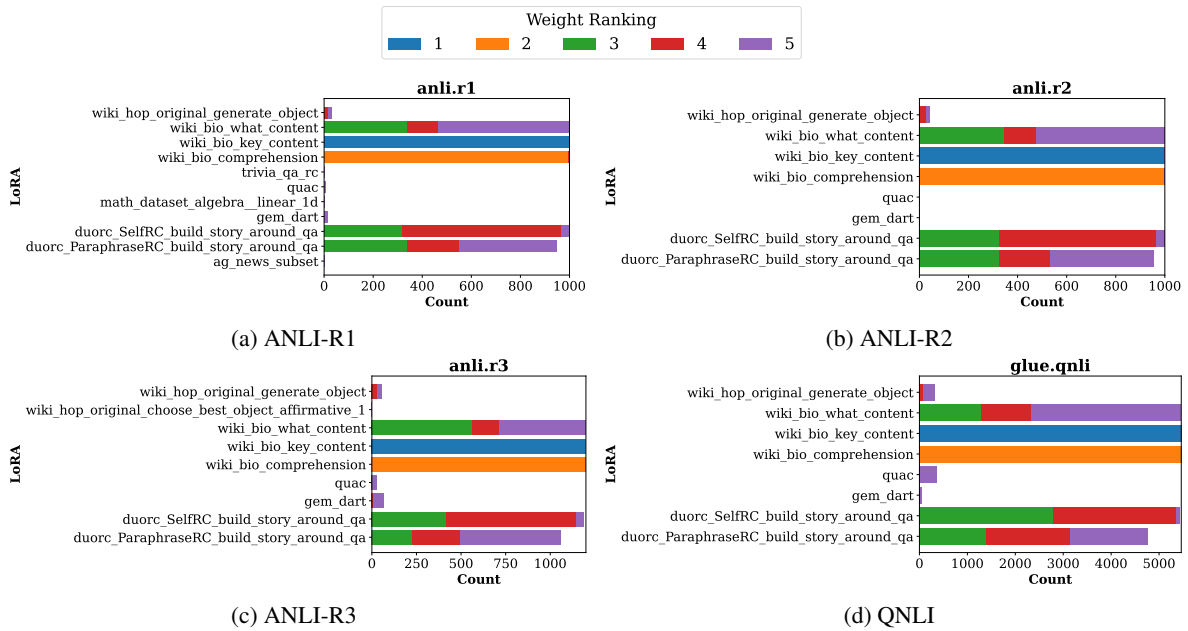 Weight Ranking
1 2 3 4 5
anli.r1
wiki_hop_original_generate_object
wiki_bio_what_content
wiki_bio_key_content
wiki_bio_comprehension
trivia_qa_rc
quac
math_dataset_algebra__linear_1d
gem_dart
duorc_SelfRC_build_story_around_qa
duorc_ParaphraseRC_build_story_around_qa
ag_news_subset
LoRA
0 200 400 600 800 1000
Count
(a) ANLI-R1
anli.r2
wiki_hop_original_generate_object
wiki_bio_what_content
wiki_bio_key_content
wiki_bio_comprehension
quac
gem_dart
duorc_SelfRC_build_story_around_qa
duorc_ParaphraseRC_build_story_around_qa
LoRA
0 200 400 600 800 1000
Count
(b) ANLI-R2
anli.r3
wiki_hop_original_generate_object
wiki_hop_original_choose_best_object_affirmative_1
wiki_bio_what_content
wiki_bio_key_content
wiki_bio_comprehension
quac
gem_dart
duorc_SelfRC_build_story_around_qa
duorc_ParaphraseRC_build_story_around_qa
LoRA
0 250 500 750 1000
Count
(c) ANLI-R3
glue.qnli
wiki_hop_original_generate_object
wiki_bio_what_content
wiki_bio_key_content
wiki_bio_comprehension
quac
gem_dart
duorc_SelfRC_build_story_around_qa
duorc_ParaphraseRC_build_story_around_qa
LoRA
0 1000 2000 3000 4000 5000
Count
(d) QNLI